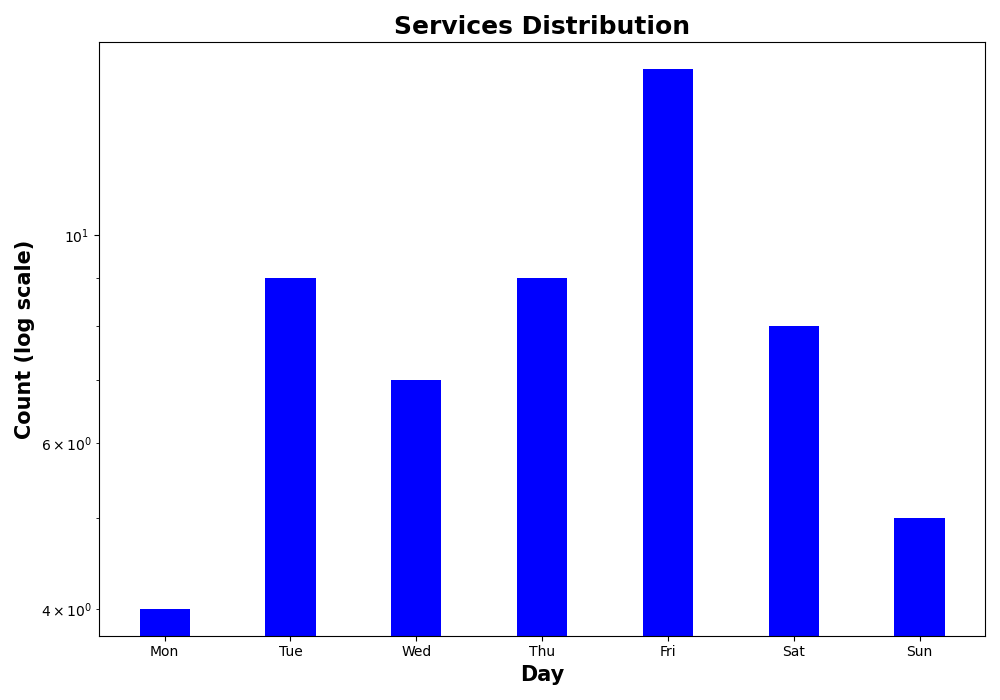 Services Distribution
Count (log scale)
10¹
6 × 10⁰
4 × 10⁰
Mon Tue Wed Thu Fri Sat Sun
Day